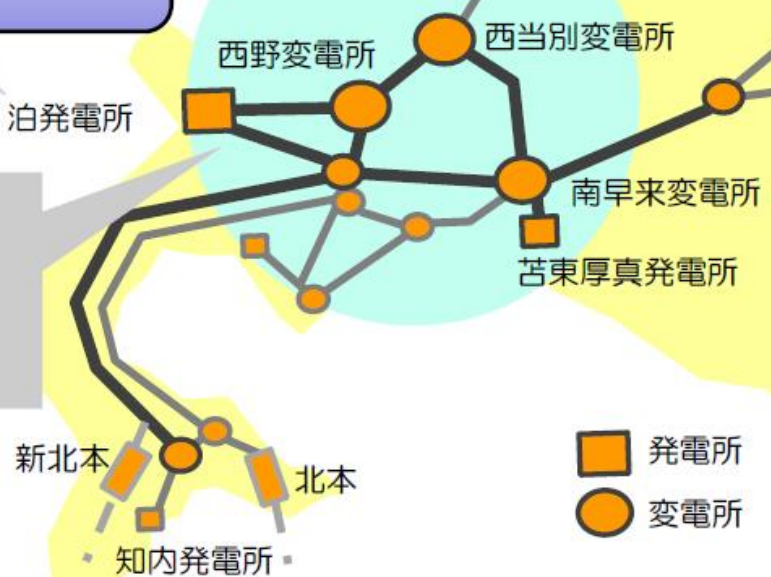 西当別変電所
西野変電所
泊発電所
南早来変電所
苫東厚真発電所
発電所
新北本
北本
変電所
知内発電所